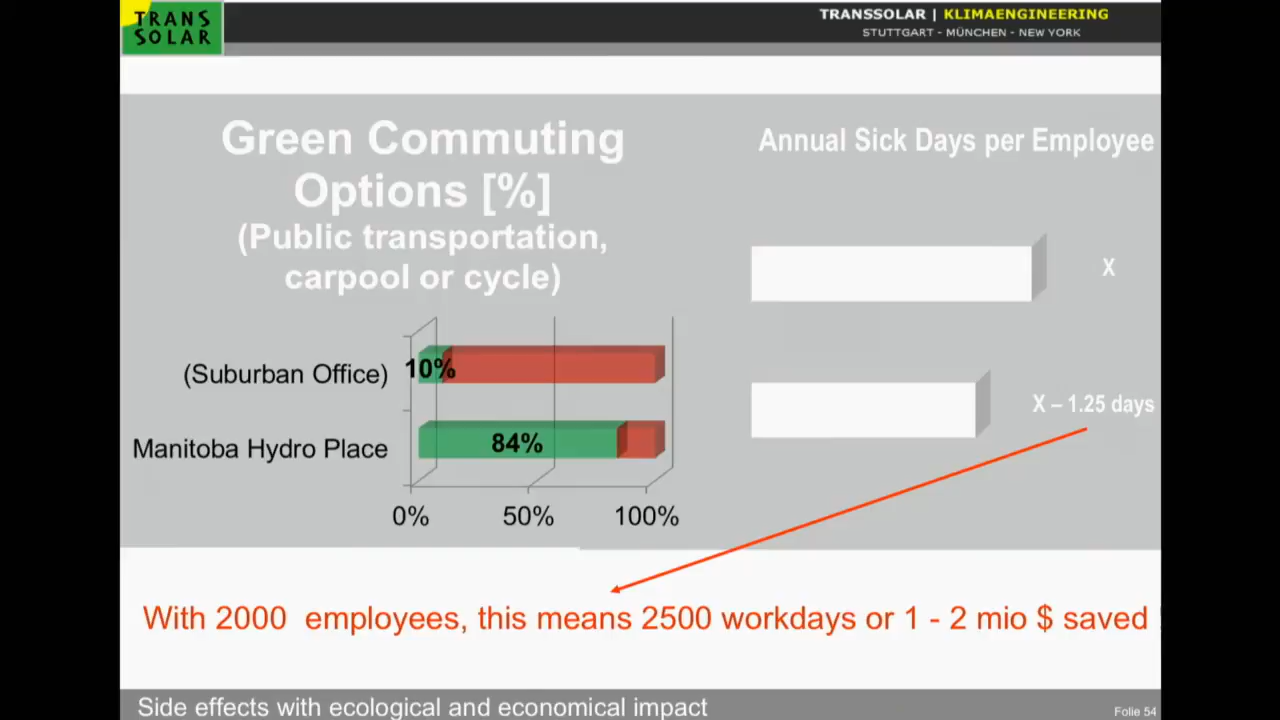 TRANS
SOLAR
TRANSSOLAR | KLIMAENGINEERING
STUTTGART - MÜNCHEN - NEW YORK
Green Commuting
Options [%]
(Public transportation,
carpool or cycle)
(Suburban Office)
10%
Manitoba Hydro Place
84%
0% 50% 100%
Annual Sick Days per Employee
X
X – 1.25 days
With 2000 employees, this means 2500 workdays or 1 - 2 mio $ saved
Side effects with ecological and economical impact
Folie 54